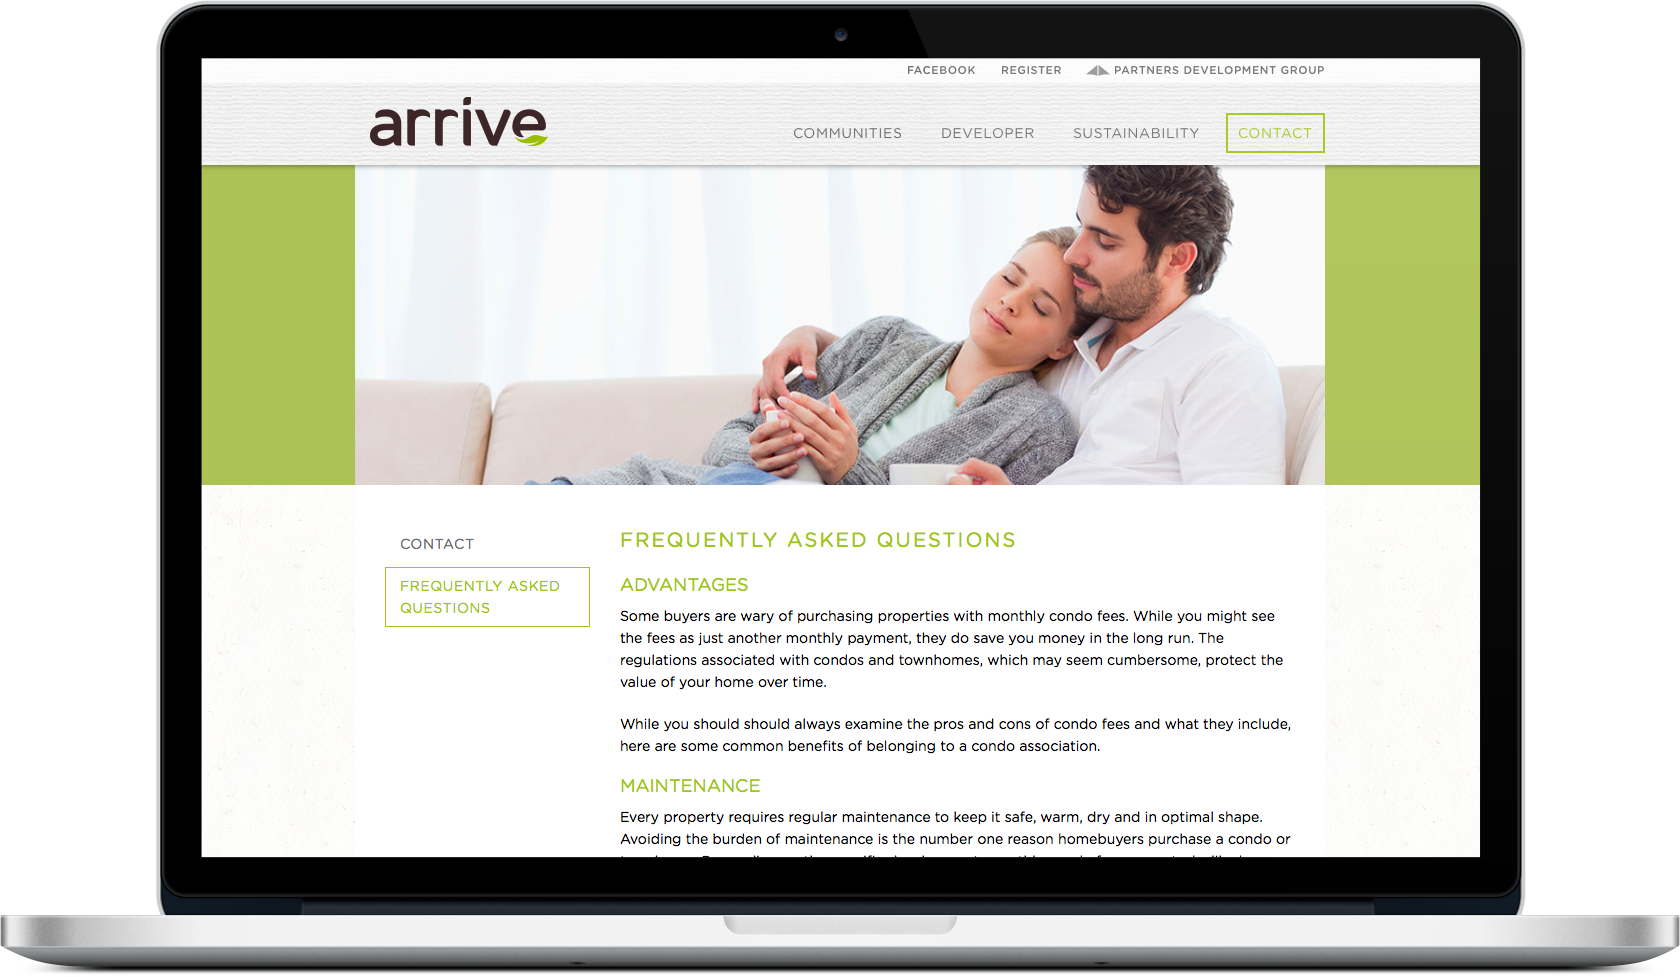 FACEBOOK REGISTER PARTNERS DEVELOPMENT GROUP
arrive
COMMUNITIES DEVELOPER SUSTAINABILITY CONTACT
CONTACT
FREQUENTLY ASKED
QUESTIONS
FREQUENTLY ASKED QUESTIONS
ADVANTAGES
Some buyers are wary of purchasing properties with monthly condo fees. While you might see
the fees as just another monthly payment, they do save you money in the long run. The
regulations associated with condos and townhomes, which may seem cumbersome, protect the
value of your home over time.
While you should should always examine the pros and cons of condo fees and what they include,
here are some common benefits of belonging to a condo association.
MAINTENANCE
Every property requires regular maintenance to keep it safe, warm, dry and in optimal shape.
Avoiding the burden of maintenance is the number one reason homebuyers purchase a condo or